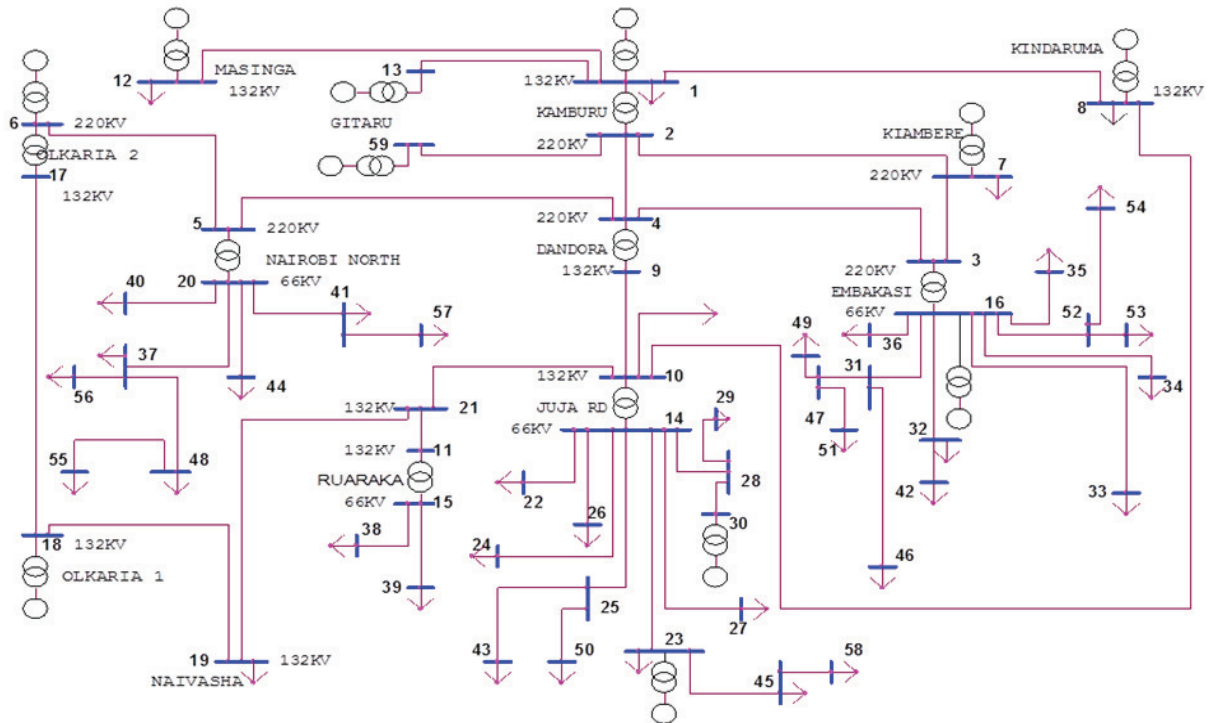 KINDARUMA
12
MASINGA
132KV
13
132KV
1
132KV
8
6
220KV
GITARU
KAMBURU
OLKARIA 2
59
2
KIAMBERE
220KV
7
17
132KV
220KV
54
5
220KV
220KV
4
DANDORA
3
35
NAIROBI NORTH
132KV
9
220KV
EMBAKASI
20
66KV
40
41
57
66KV
16
52
53
49
36
37
31
34
56
44
132KV
10
47
132KV
21
JUJA RD
29
51
66KV
14
32
55
48
132KV
11
28
RUARAKA
22
42
33
66KV
15
26
30
18
132KV
38
24
46
OLKARIA 1
39
25
27
23
58
19
132KV
43
50
45
NAIVASHA